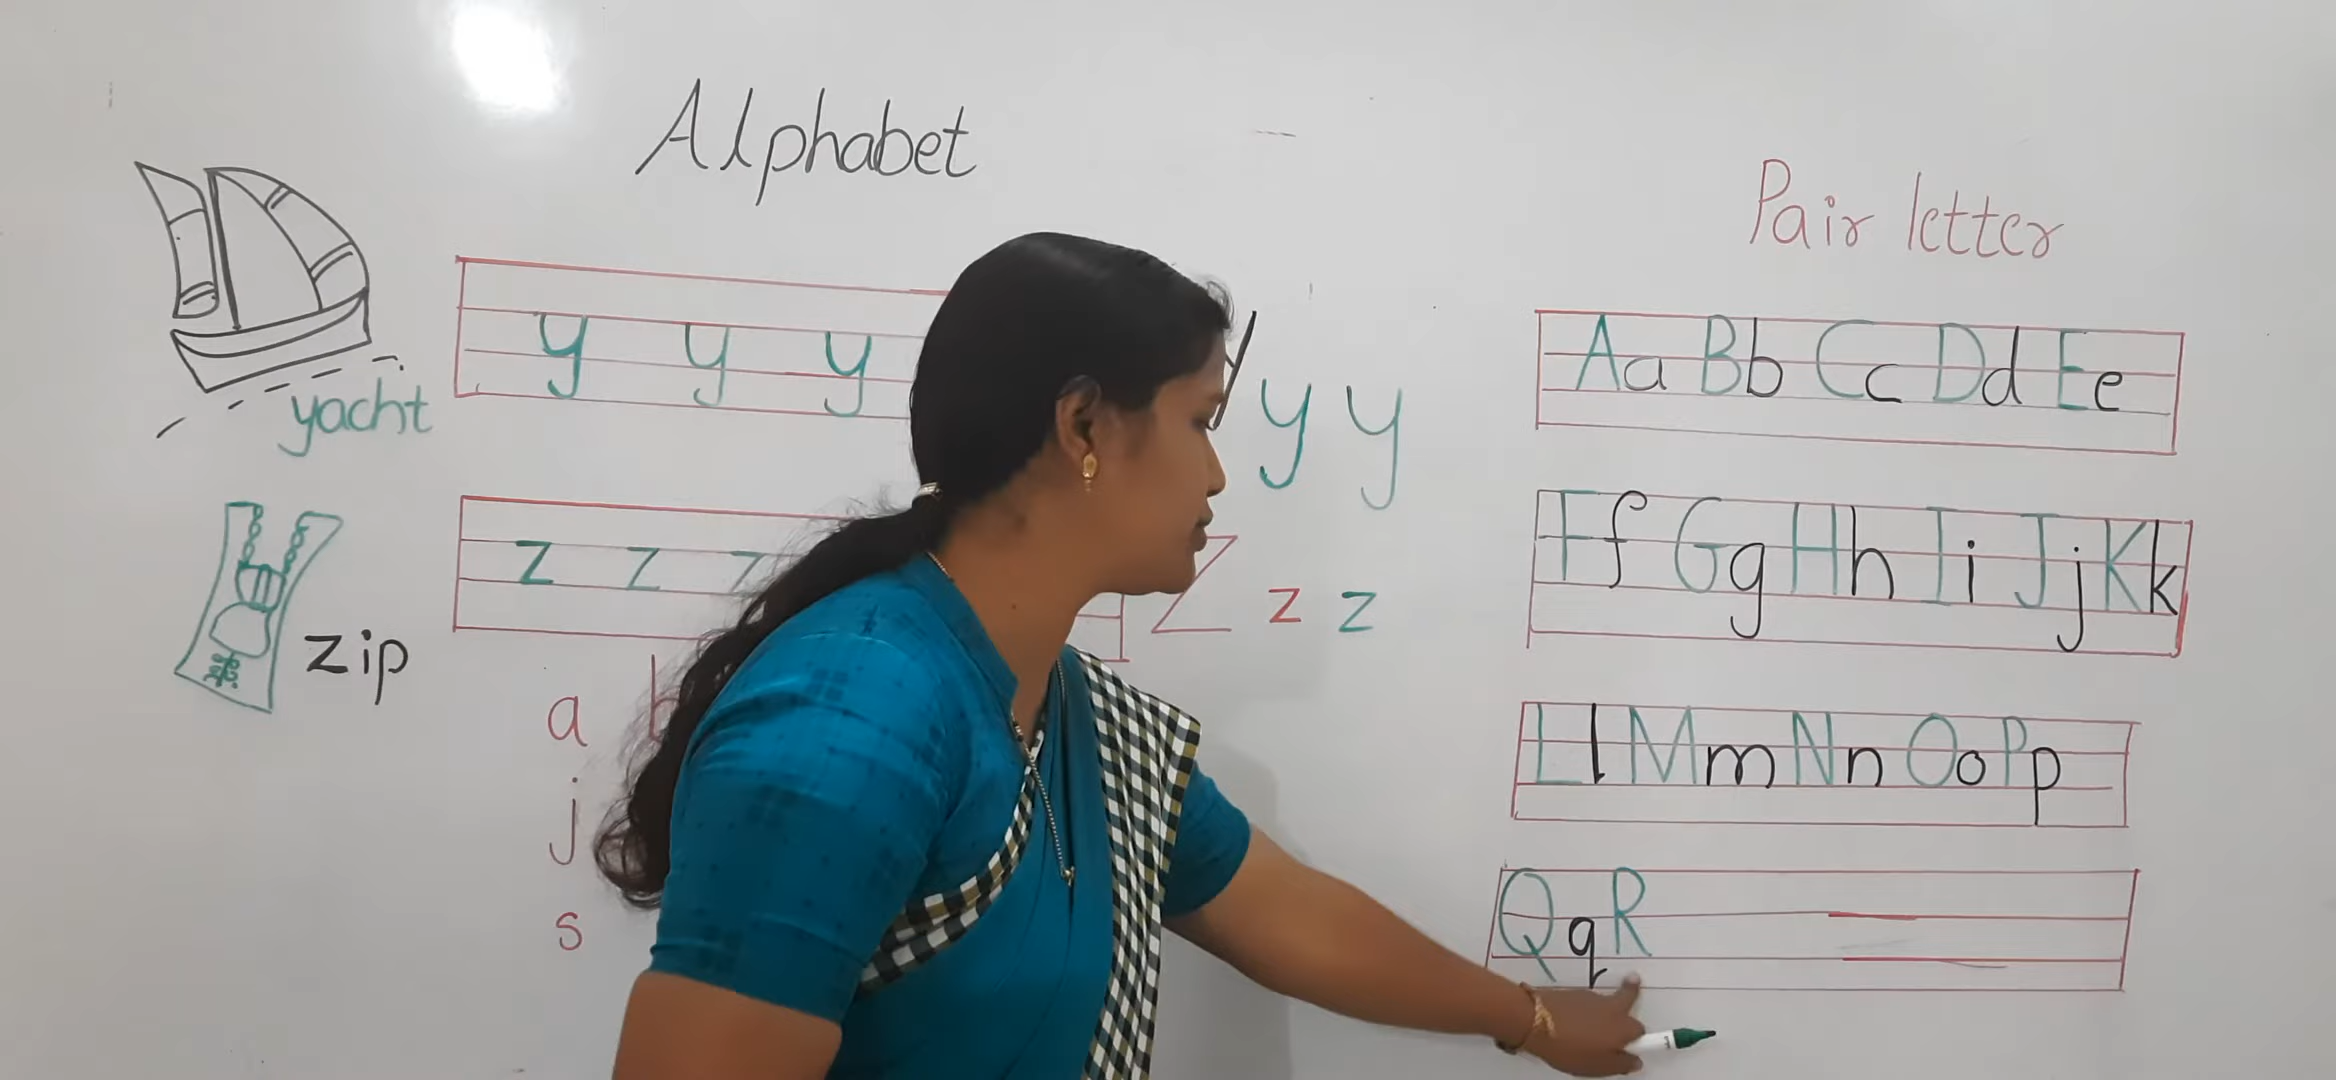 Alphabet
y y y y y
yacht
z z z Z z z
zip
a b
j
s
Pair letter
Aa Bb Cc Dd Ee
Ff Gg Hh Ii Jj Kk
Ll Mm Nn Oo Pp
Qq R